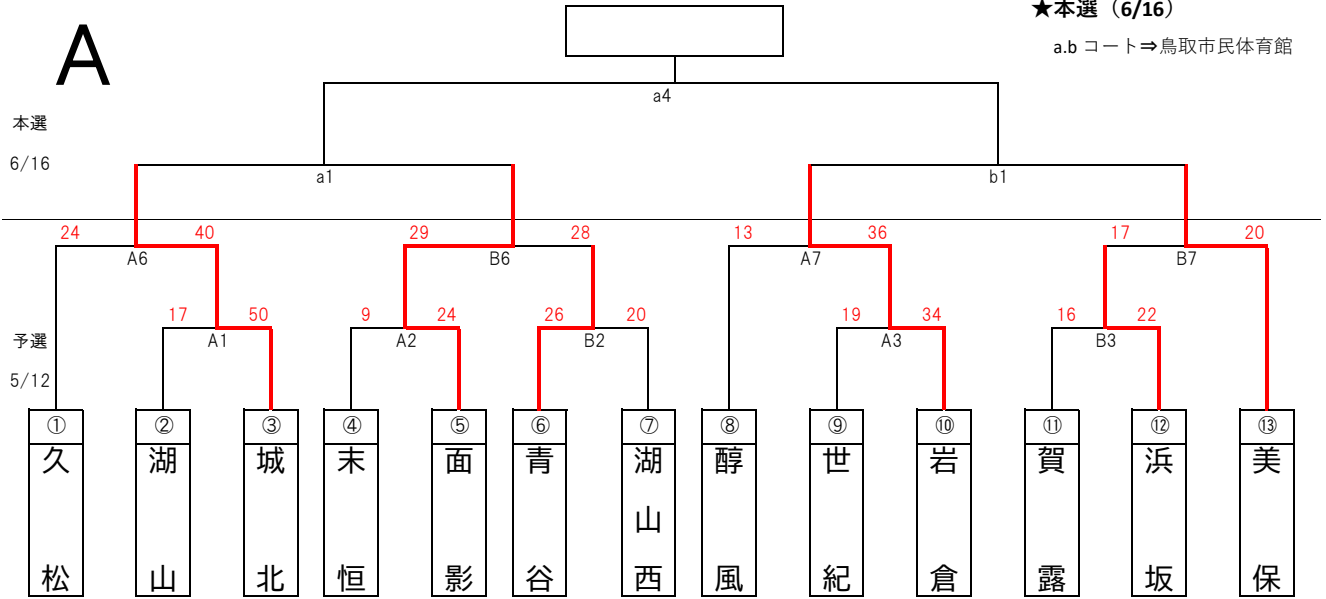 ★本選（6/16）
A
a.b コート⇒鳥取市民体育館
a4
本選
6/16
a1
b1
24 40 29 28 13 36 17 20
A6 B6 A7 B7
17 50 9 24 26 20 19 34 16 22
A1 A2 B2 A3 B3
予選
5/12
① ② ③ ④ ⑤ ⑥ ⑦ ⑧ ⑨ ⑩ ⑪ ⑫ ⑬
久松
湖山
城北
末恒
面影
青谷
湖山西
醇風
世紀
岩倉
賀露
浜坂
美保